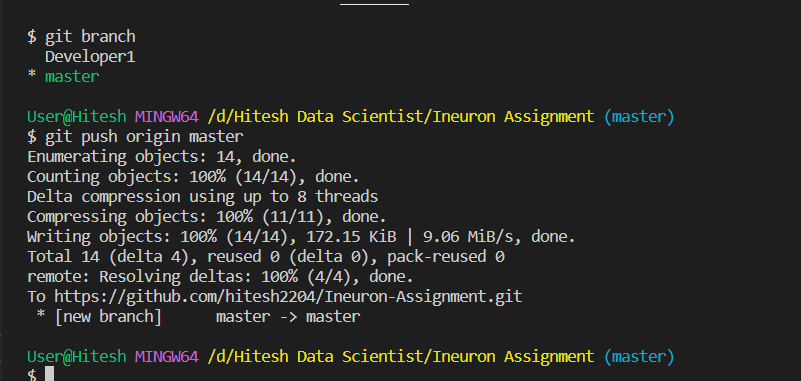 $ git branch
  Developer1
* master
User@Hitesh MINGW64 /d/Hitesh Data Scientist/Ineuron Assignment (master)
$ git push origin master
Enumerating objects: 14, done.
Counting objects: 100% (14/14), done.
Delta compression using up to 8 threads
Compressing objects: 100% (11/11), done.
Writing objects: 100% (14/14), 172.15 KiB | 9.06 MiB/s, done.
Total 14 (delta 4), reused 0 (delta 0), pack-reused 0
remote: Resolving deltas: 100% (4/4), done.
To https://github.com/hitesh2204/Ineuron-Assignment.git
 * [new branch]      master -> master
User@Hitesh MINGW64 /d/Hitesh Data Scientist/Ineuron Assignment (master)
$